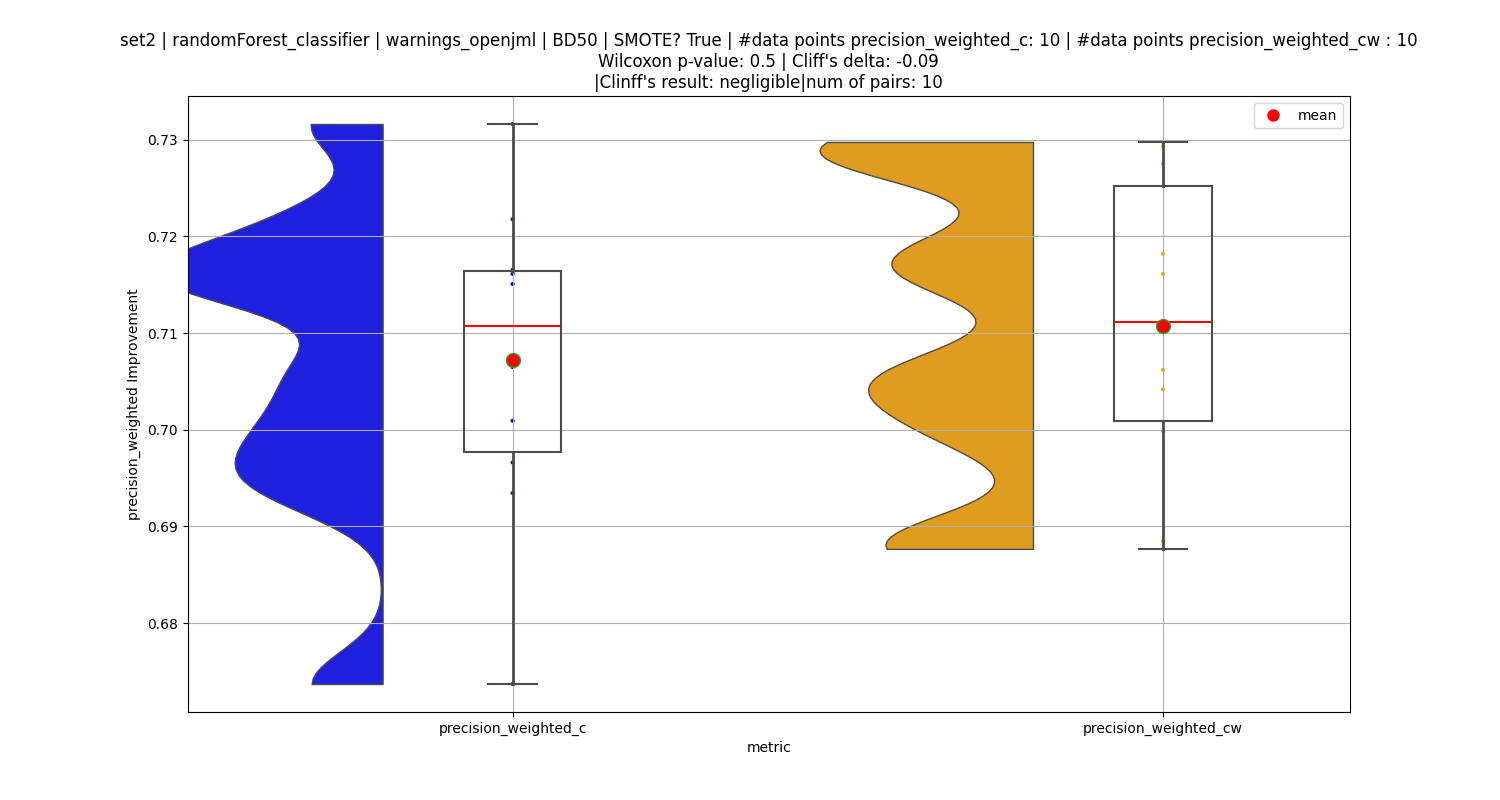 set2 | randomForest_classifier | warnings_openjml | BD50 | SMOTE? True | #data points precision_weighted_c: 10 | #data points precision_weighted_cw : 10
Wilcoxon p-value: 0.5 | Cliff's delta: -0.09
|Clinff's result: negligible|num of pairs: 10
mean
0.73
0.72
0.71
0.70
0.69
0.68
precision_weighted Improvement
precision_weighted_c
precision_weighted_cw
metric